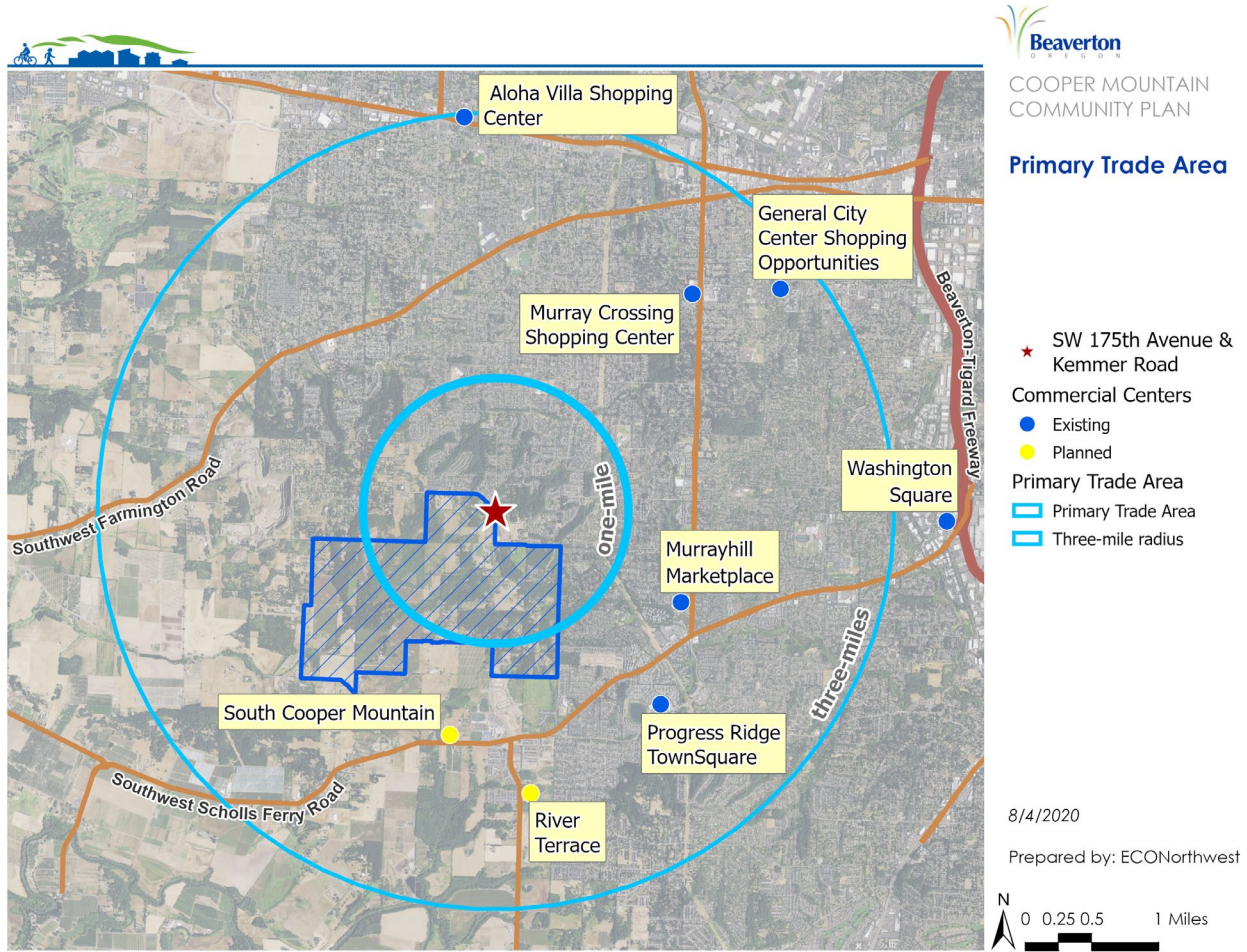 Beaverton
OREGON
COOPER MOUNTAIN
COMMUNITY PLAN
Primary Trade Area
Aloha Villa Shopping
Center
General City
Center Shopping
Opportunities
Murray Crossing
Shopping Center
Beaverton-Tigard Freeway
Southwest Farmington Road
one-mile
Washington
Square
Murrayhill
Marketplace
three-miles
South Cooper Mountain
Progress Ridge
TownSquare
Southwest Scholls Ferry Road
River
Terrace
SW 175th Avenue &
Kemmer Road
Commercial Centers
Existing
Planned
Primary Trade Area
Primary Trade Area
Three-mile radius
8/4/2020
Prepared by: ECONorthwest
N
0 0.25 0.5 1 Miles